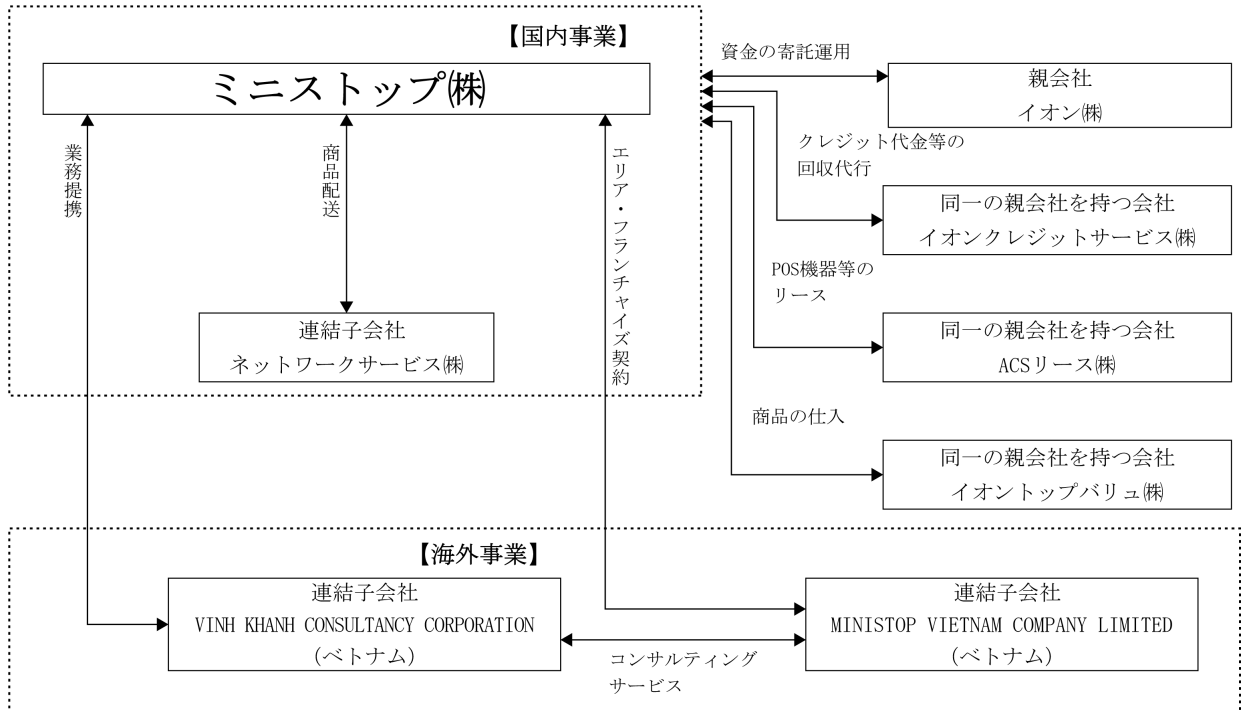 【国内事業】
ミニストップ㈱
資金の寄託運用
親会社
イオン㈱
クレジット代金等の
回収代行
同一の親会社を持つ会社
イオンクレジットサービス㈱
業務提携
商品配送
エリア・フランチャイズ契約
POS機器等の
リース
連結子会社
ネットワークサービス㈱
同一の親会社を持つ会社
ACSリース㈱
商品の仕入
同一の親会社を持つ会社
イオントップバリュ㈱
【海外事業】
連結子会社
VINH KHANH CONSULTANCY CORPORATION
(ベトナム)
コンサルティング
サービス
連結子会社
MINISTOP VIETNAM COMPANY LIMITED
(ベトナム)